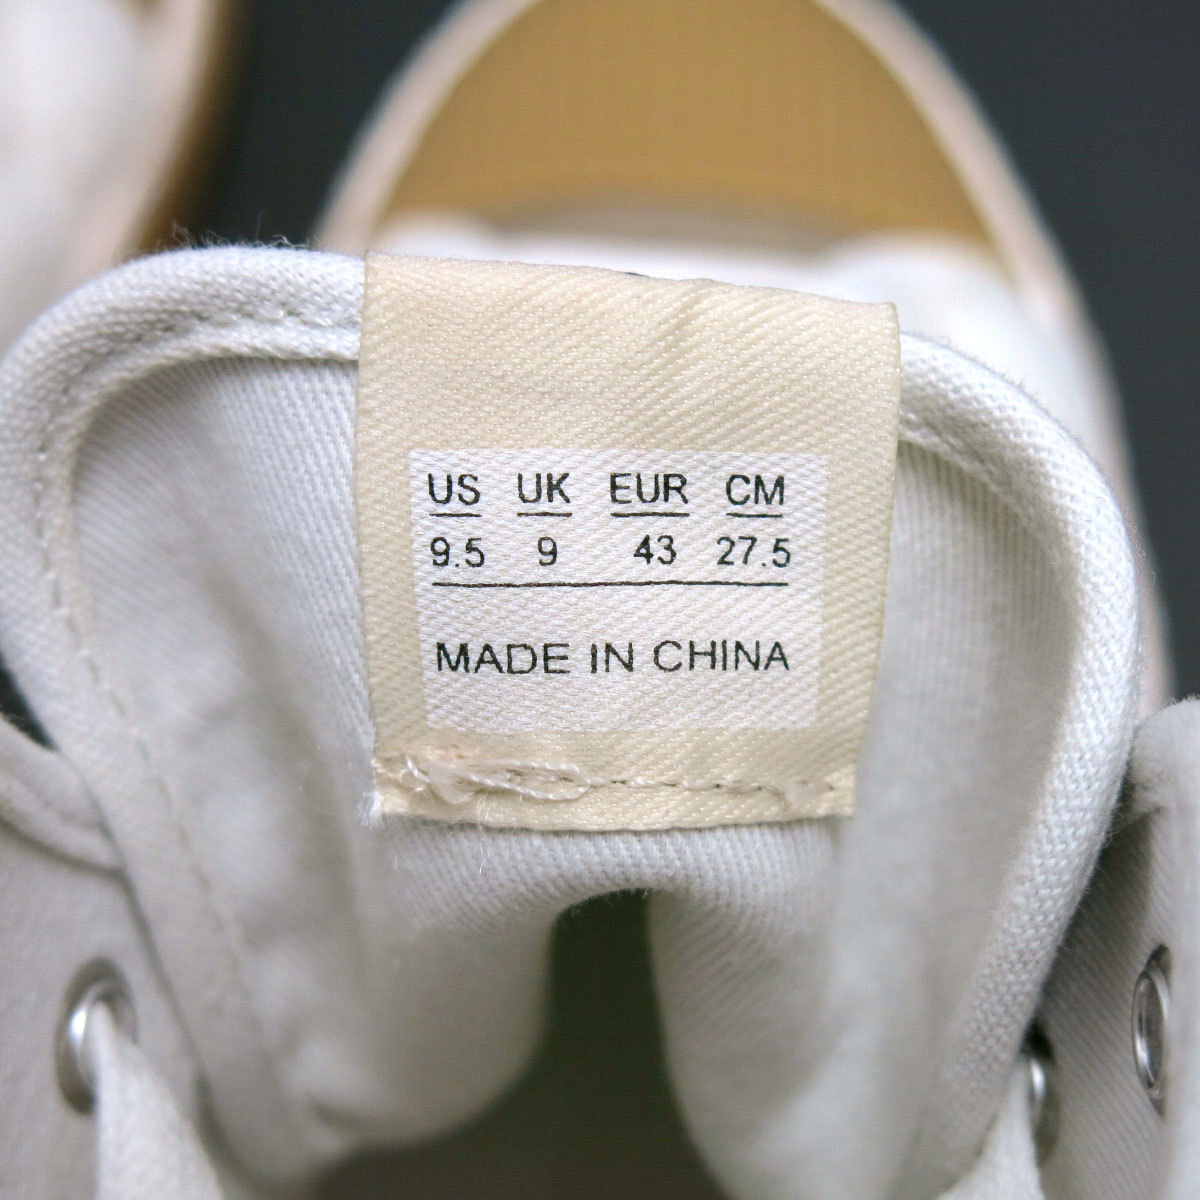 US UK EUR CM
9.5 9 43 27.5
MADE IN CHINA